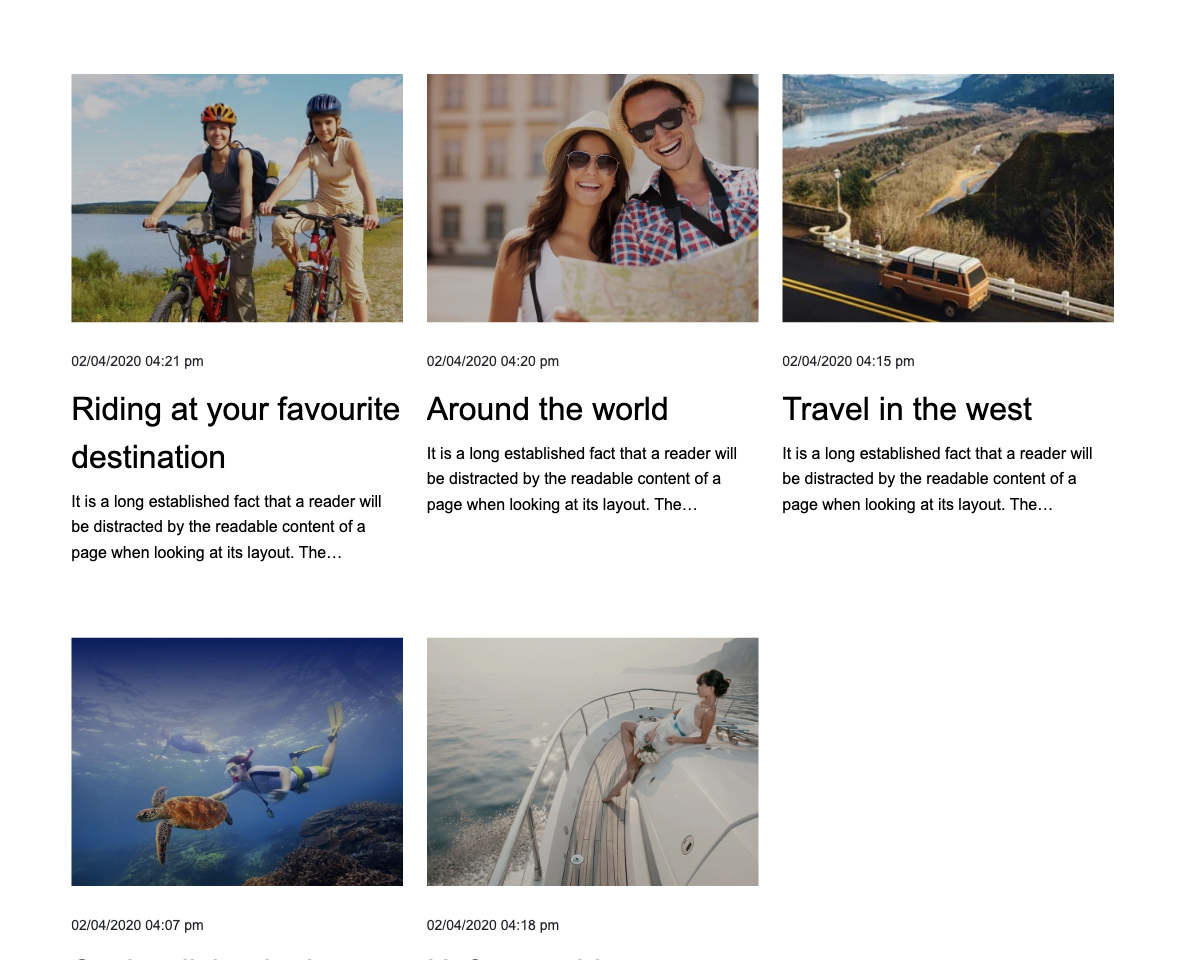 02/04/2020 04:21 pm
Riding at your favourite
destination
It is a long established fact that a reader will
be distracted by the readable content of a
page when looking at its layout. The…
02/04/2020 04:20 pm
Around the world
It is a long established fact that a reader will
be distracted by the readable content of a
page when looking at its layout. The…
02/04/2020 04:15 pm
Travel in the west
It is a long established fact that a reader will
be distracted by the readable content of a
page when looking at its layout. The…
02/04/2020 04:07 pm
02/04/2020 04:18 pm